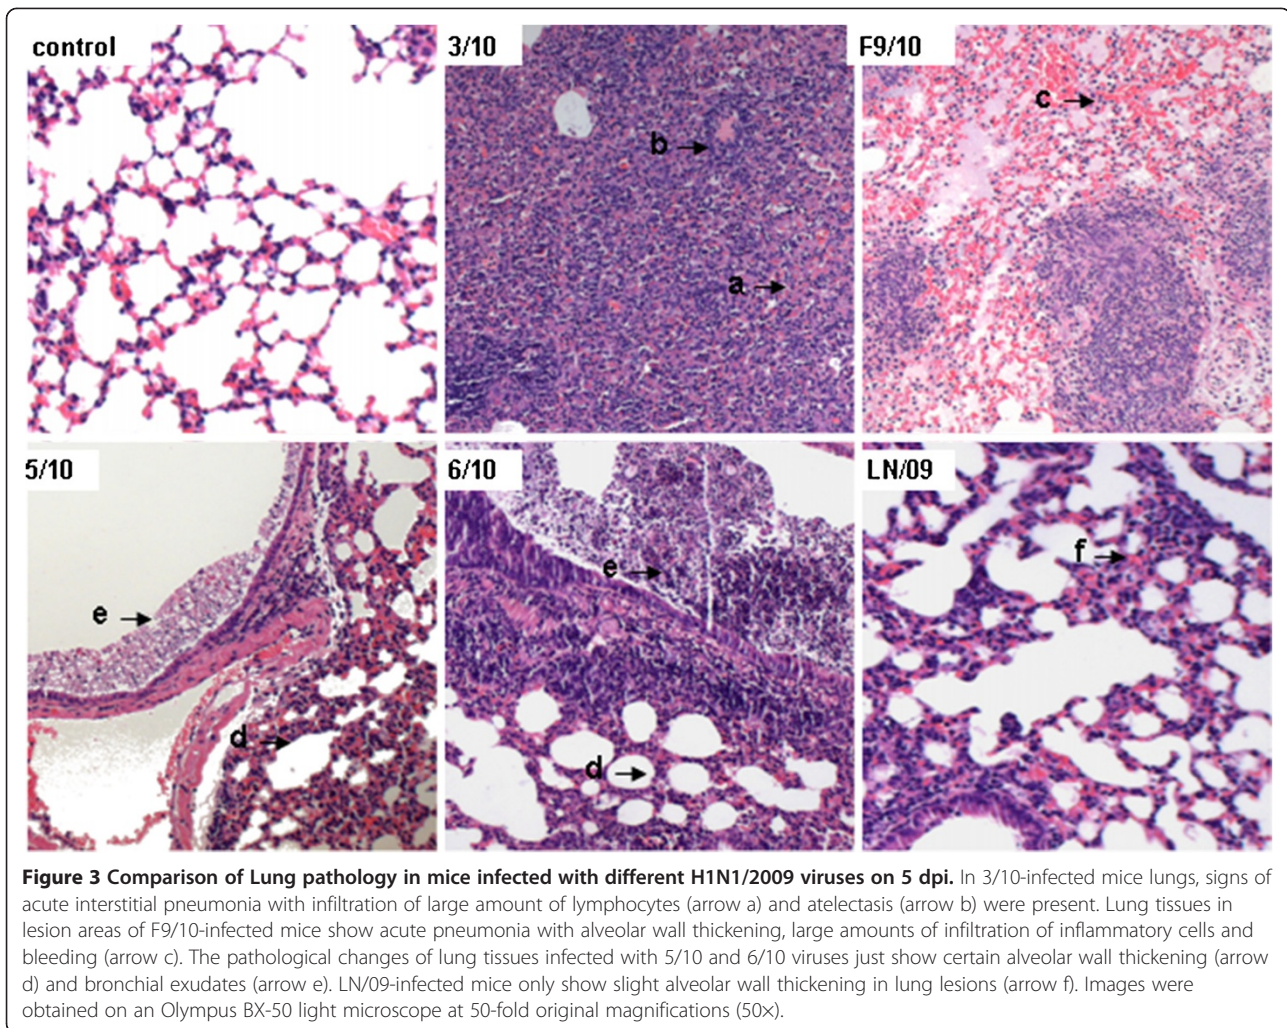 control
3/10
F9/10
b
a
c
5/10
6/10
LN/09
e
d
e
d
f
Figure 3 Comparison of Lung pathology in mice infected with different H1N1/2009 viruses on 5 dpi. In 3/10-infected mice lungs, signs of
acute interstitial pneumonia with infiltration of large amount of lymphocytes (arrow a) and atelectasis (arrow b) were present. Lung tissues in
lesion areas of F9/10-infected mice show acute pneumonia with alveolar wall thickening, large amounts of infiltration of inflammatory cells and
bleeding (arrow c). The pathological changes of lung tissues infected with 5/10 and 6/10 viruses just show certain alveolar wall thickening (arrow
d) and bronchial exudates (arrow e). LN/09-infected mice only show slight alveolar wall thickening in lung lesions (arrow f). Images were
obtained on an Olympus BX-50 light microscope at 50-fold original magnifications (50×).